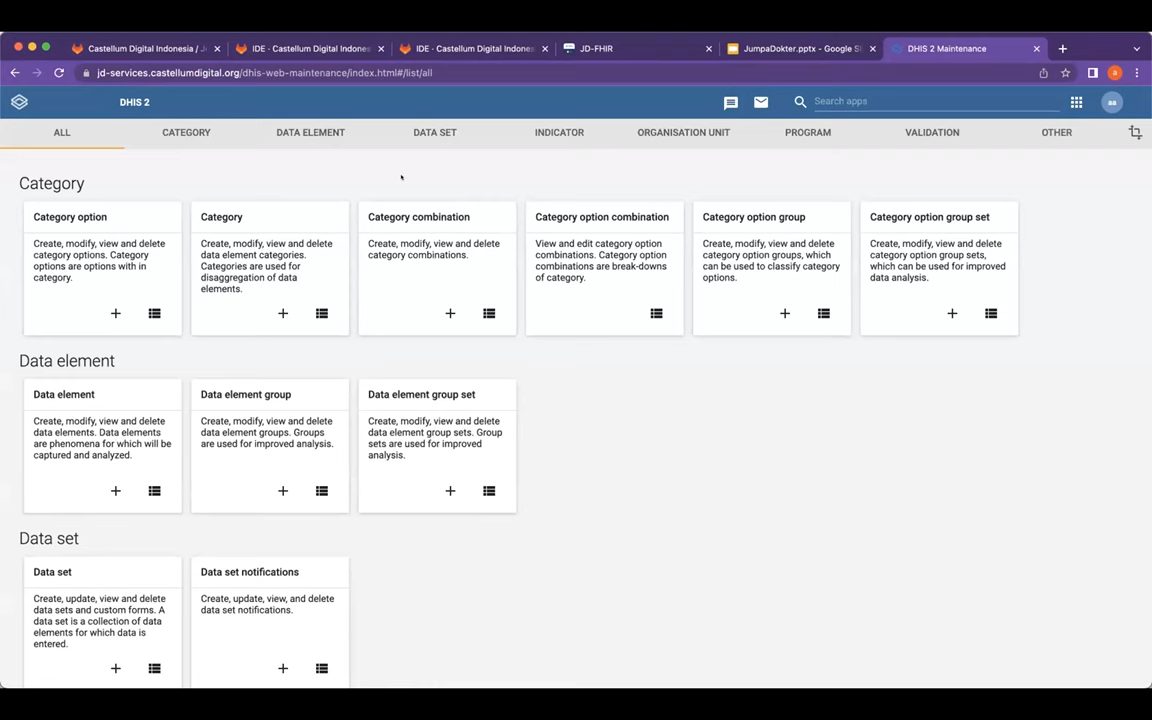 Castellum Digital Indonesia / J
IDE · Castellum Digital Indones
IDE · Castellum Digital Indones
JD-FHIR
JumpaDokter.pptx - Google Sl
DHIS 2 Maintenance
jd-services.castellumdigital.org/dhis-web-maintenance/index.html#/list/all
a
DHIS 2
Search apps
aa
ALL
CATEGORY
DATA ELEMENT
DATA SET
INDICATOR
ORGANISATION UNIT
PROGRAM
VALIDATION
OTHER
Category
Category option
Create, modify, view and delete
category options. Category
options are options with in
category.
Category
Create, modify, view and delete
data element categories.
Categories are used for
disaggregation of data
elements.
Category combination
Create, modify, view and delete
category combinations.
Category option combination
View and edit category option
combinations. Category option
combinations are break-downs
of category.
Category option group
Create, modify, view and delete
category option groups, which
can be used to classify category
options.
Category option group set
Create, modify, view and delete
category option group sets,
which can be used for improved
data analysis.
Data element
Data element
Create, modify, view and delete
data elements. Data elements
are phenomena for which will be
captured and analyzed.
Data element group
Create, modify, view and delete
data element groups. Groups
are used for improved analysis.
Data element group set
Create, modify, view and delete
data element group sets. Group
sets are used for improved
analysis.
Data set
Data set
Create, update, view and delete
data sets and custom forms. A
data set is a collection of data
elements for which data is
entered.
Data set notifications
Create, update, view, and delete
data set notifications.